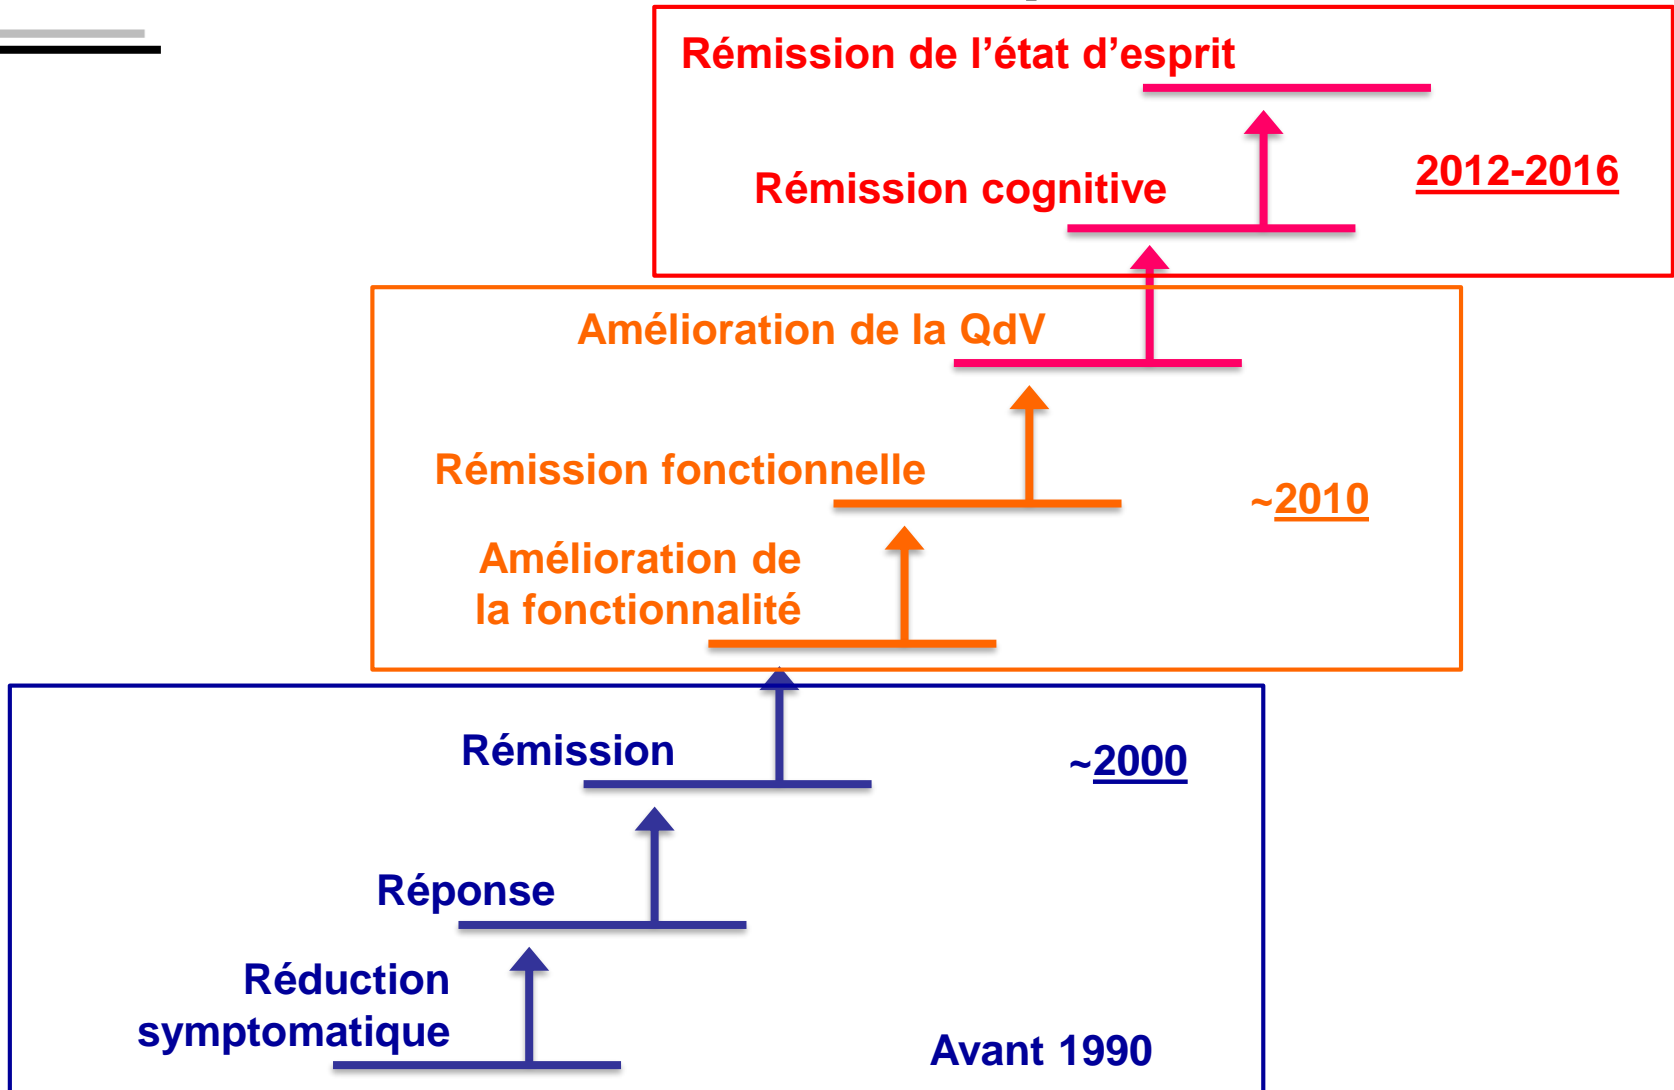 Rémission de l’état d’esprit
Rémission cognitive
2012-2016
Amélioration de la QdV
Rémission fonctionnelle
~2010
Amélioration de
la fonctionnalité
Rémission
~2000
Réponse
Réduction
symptomatique
Avant 1990